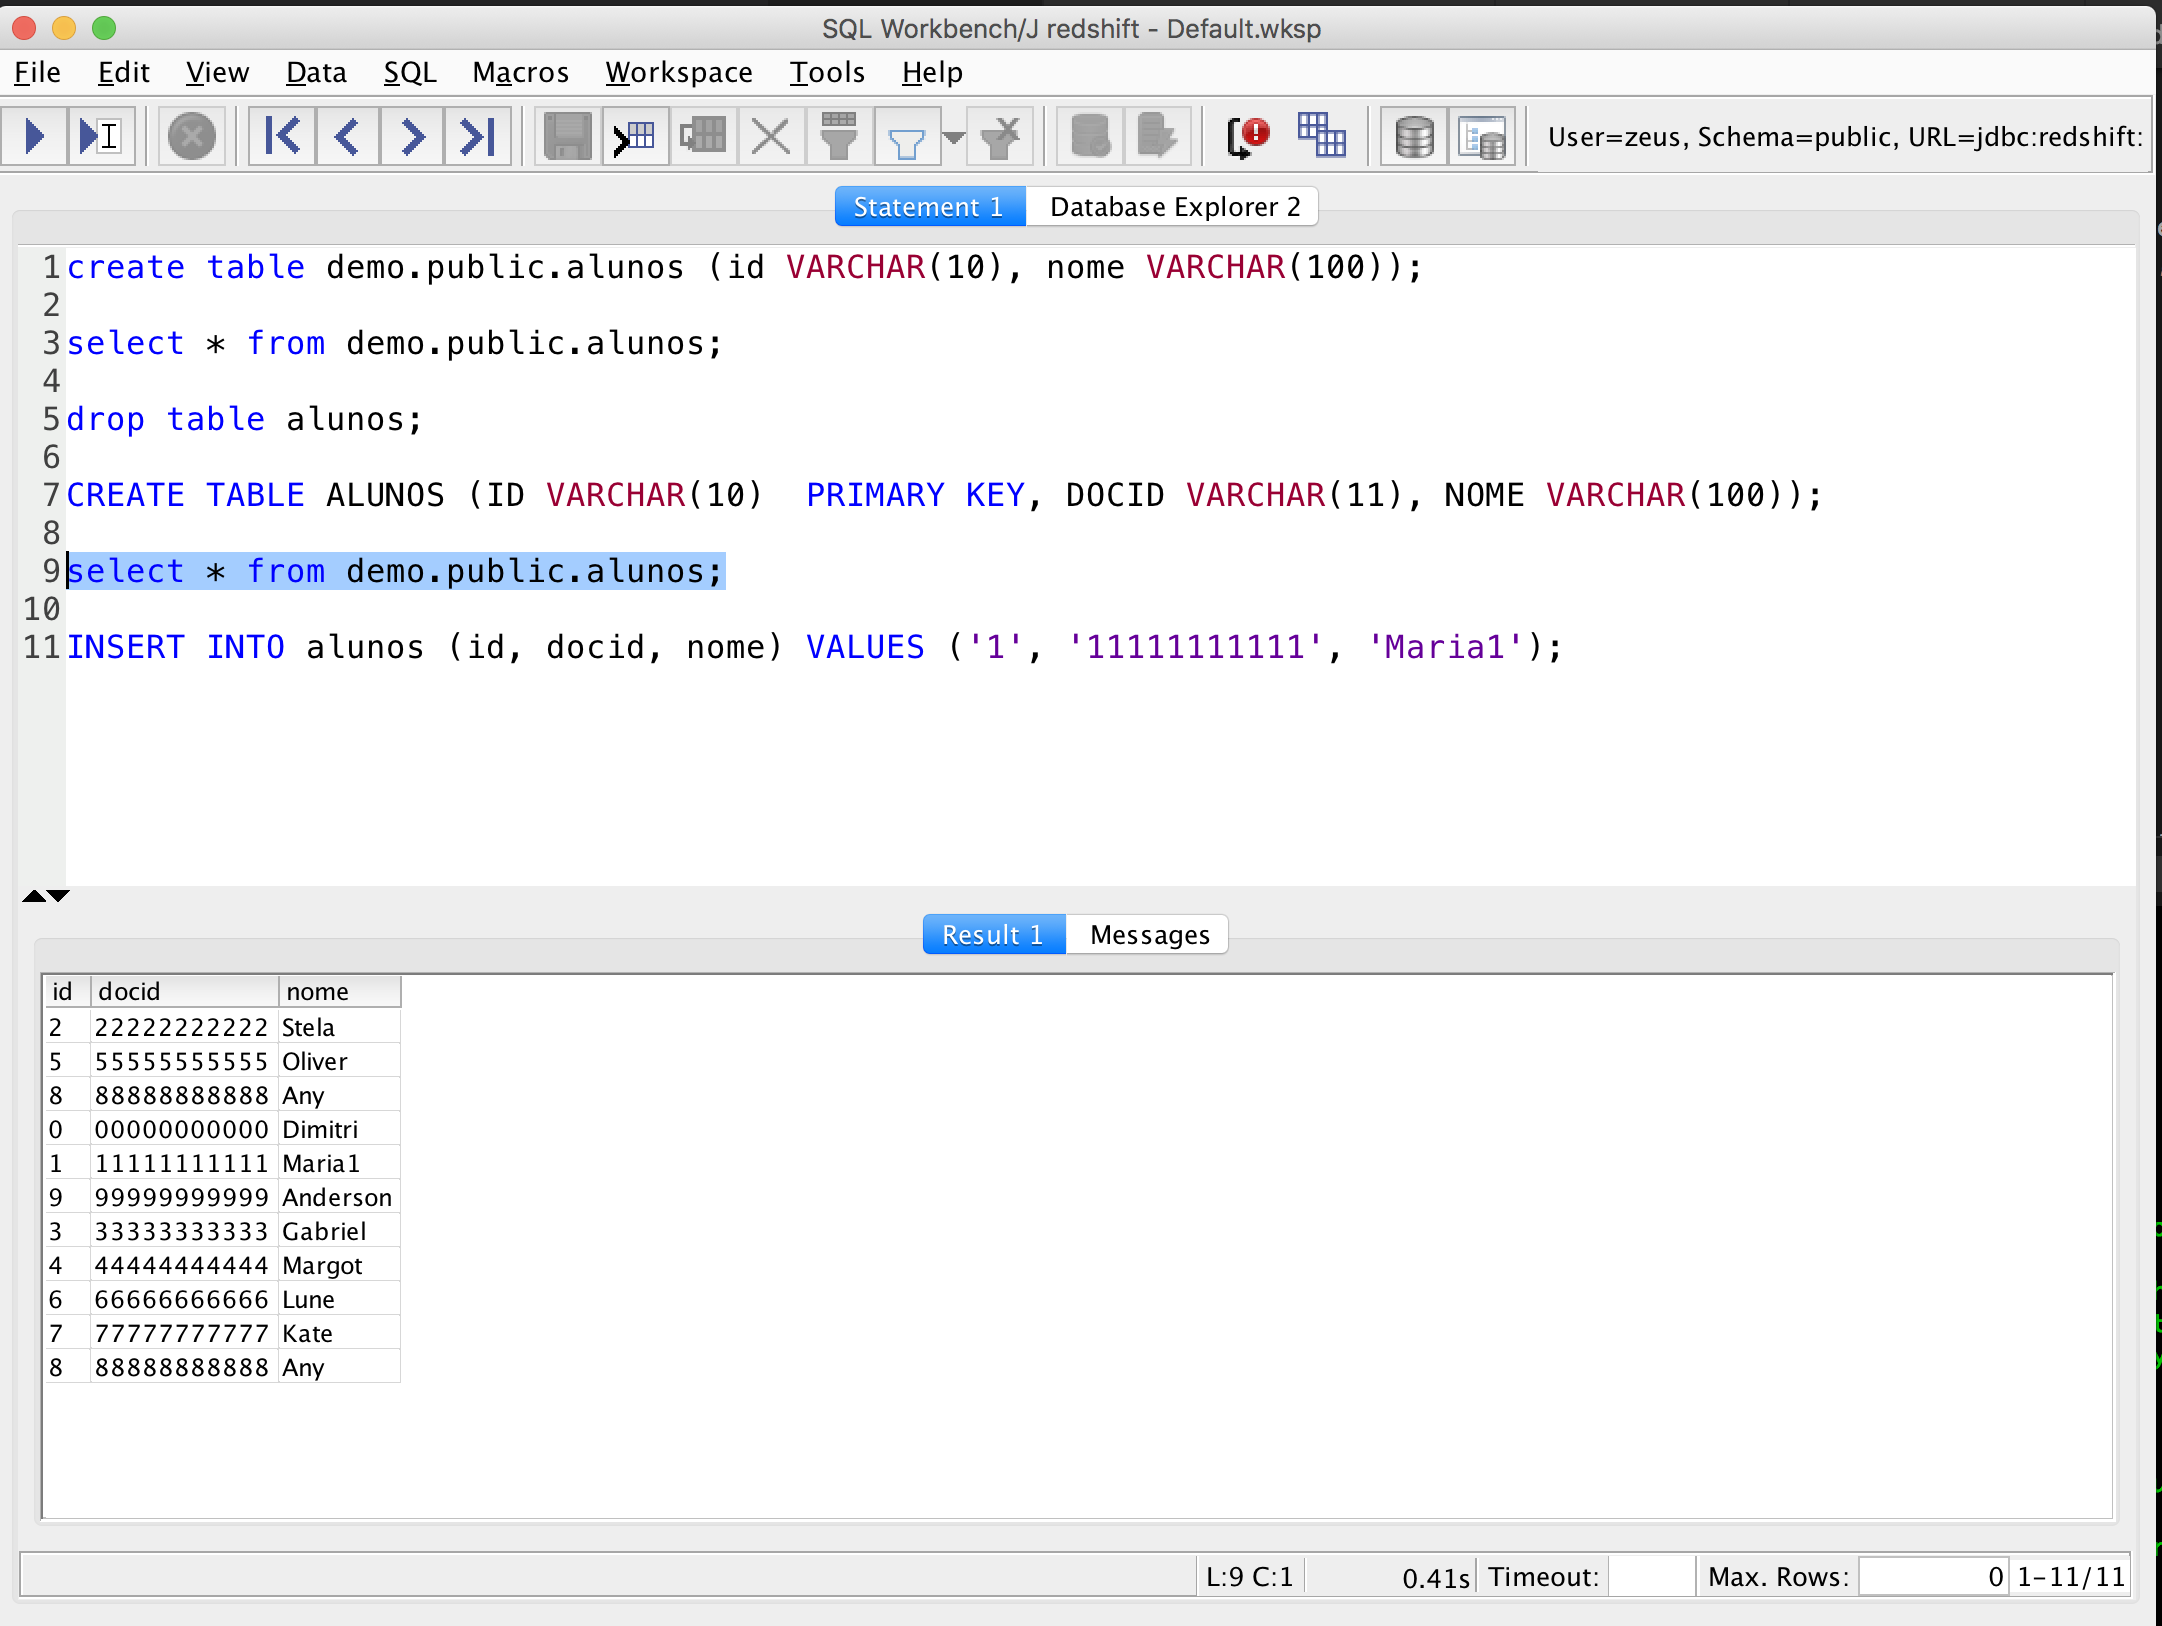 SQL Workbench/J redshift - Default.wksp
File Edit View Data SQL Macros Workspace Tools Help
User=zeus, Schema=public, URL=jdbc:redshift:
Statement 1 Database Explorer 2
1 create table demo.public.alunos (id VARCHAR(10), nome VARCHAR(100));
2
3 select * from demo.public.alunos;
4
5 drop table alunos;
6
7 CREATE TABLE ALUNOS (ID VARCHAR(10)  PRIMARY KEY, DOCID VARCHAR(11), NOME VARCHAR(100));
8
9 select * from demo.public.alunos;
10
11 INSERT INTO alunos (id, docid, nome) VALUES ('1', '11111111111', 'Maria1');
Result 1 Messages
id docid nome
2 22222222222 Stela
5 55555555555 Oliver
8 88888888888 Any
0 00000000000 Dimitri
1 11111111111 Maria1
9 99999999999 Anderson
3 33333333333 Gabriel
4 44444444444 Margot
6 66666666666 Lune
7 77777777777 Kate
8 88888888888 Any
L:9 C:1 0.41s Timeout: Max. Rows: 0 1-11/11